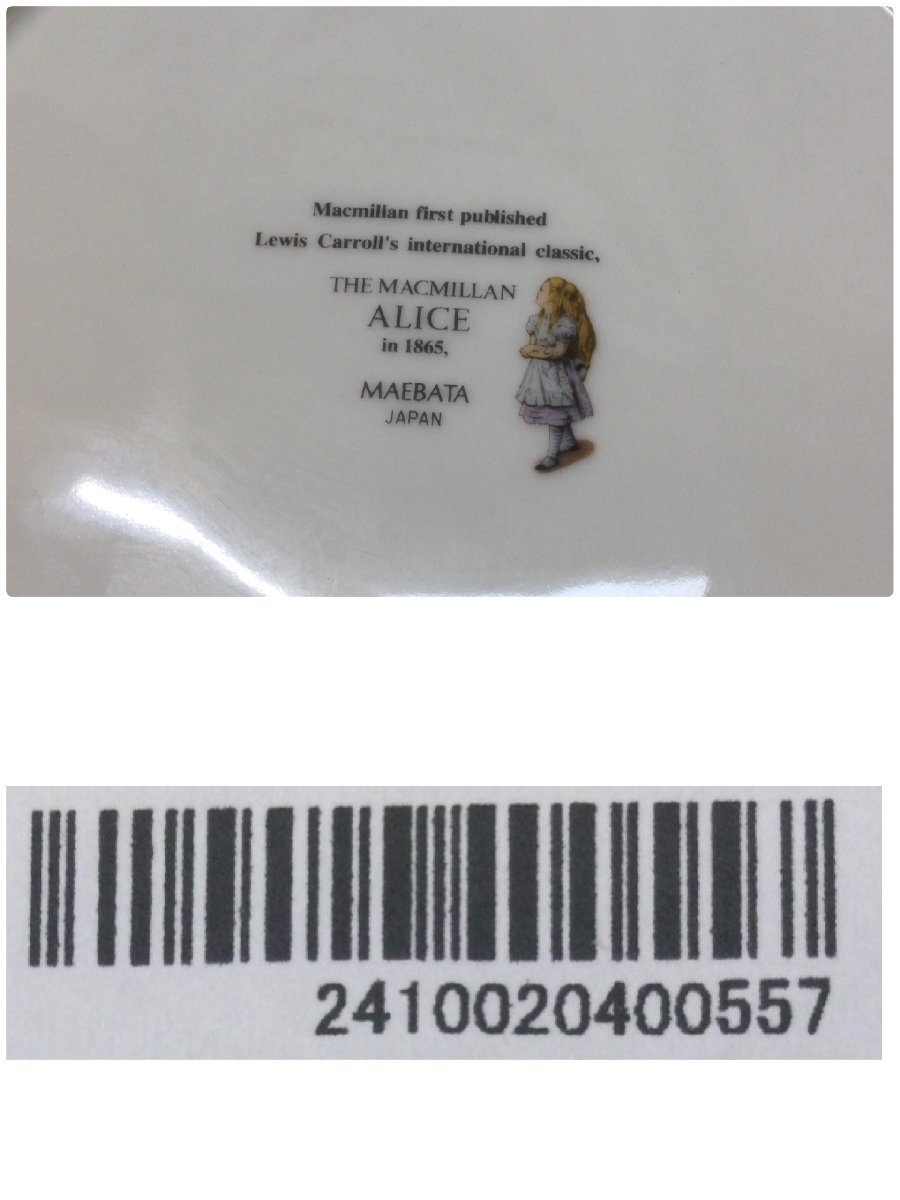 Macmillan first published
Lewis Carroll's international classic,
THE MACMILLAN
ALICE
in 1865,
MAEBATA
JAPAN
2410020400557